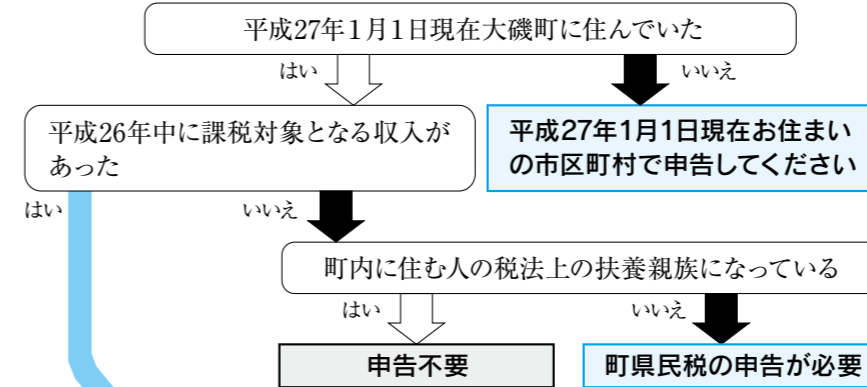 平成27年1月1日現在大磯町に住んでいた
はい
いいえ
平成26年中に課税対象となる収入が
あった
平成27年1月1日現在お住まい
の市区町村で申告してください
はい
いいえ
町内に住む人の税法上の扶養親族になっている
はい
いいえ
申告不要
町県民税の申告が必要